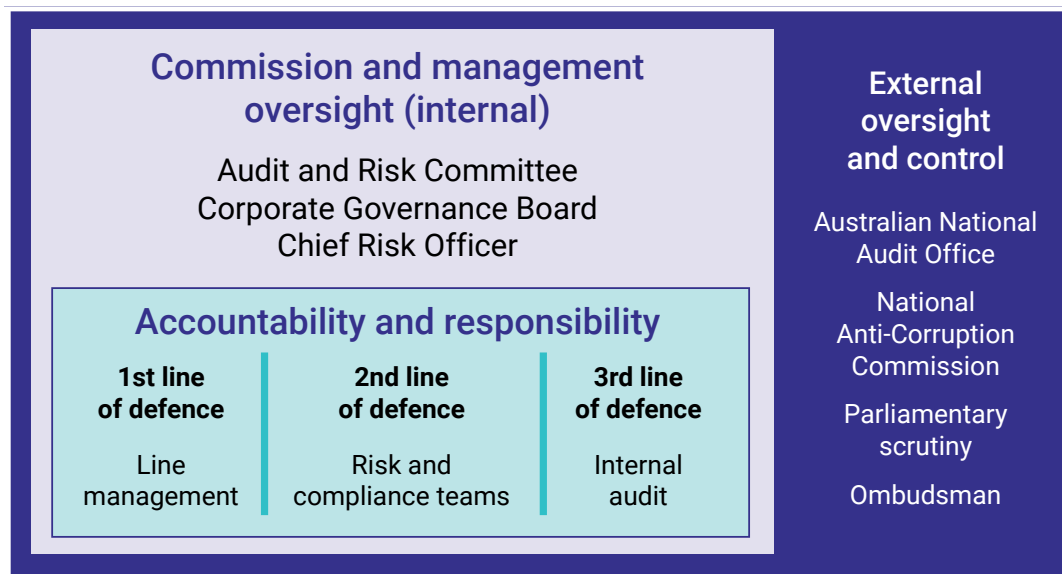 Commission and management
oversight (internal)
Audit and Risk Committee
Corporate Governance Board
Chief Risk Officer
Accountability and responsibility
1st line
of defence
Line
management
2nd line
of defence
Risk and
compliance teams
3rd line
of defence
Internal
audit
External
oversight
and control
Australian National
Audit Office
National
Anti-Corruption
Commission
Parliamentary
scrutiny
Ombudsman